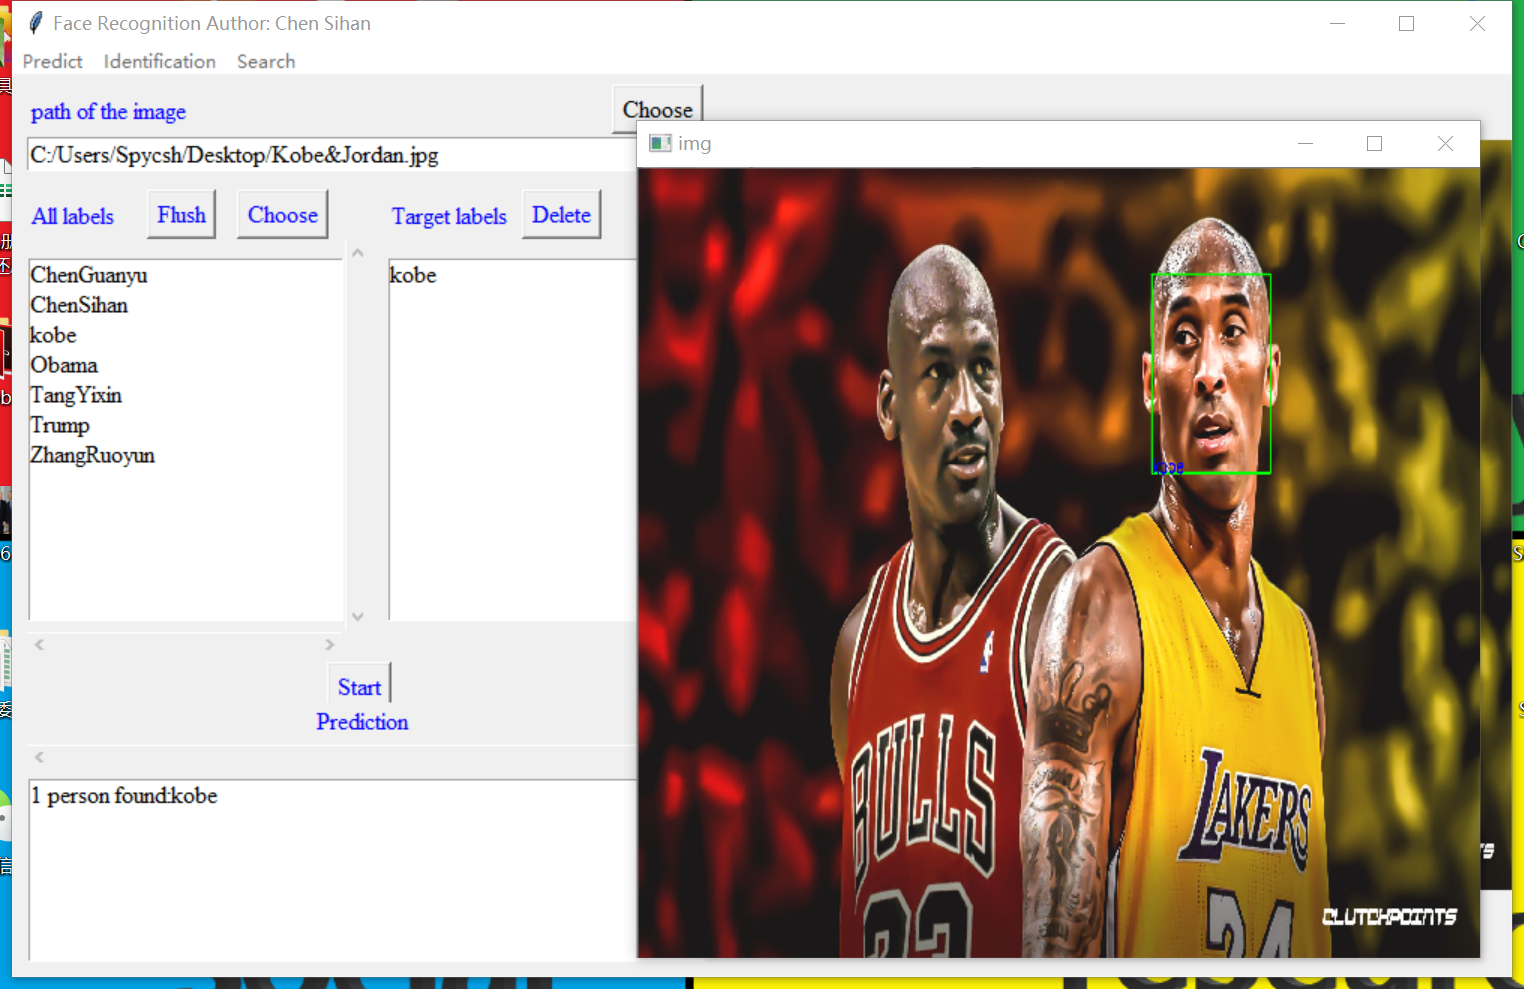 Face Recognition Author: Chen Sihan
Predict Identification Search
path of the image
Choose
C:/Users/Spycsh/Desktop/Kobe&Jordan.jpg
img
All labels
Flush
Choose
Target labels
Delete
ChenGuanyu
ChenSihan
kobe
Obama
TangYixin
Trump
ZhangRuoyun
kobe
Start
Prediction
1 person found:kobe
kobe
BULLS
23
LAKERS
24
CLUTCHPOINTS